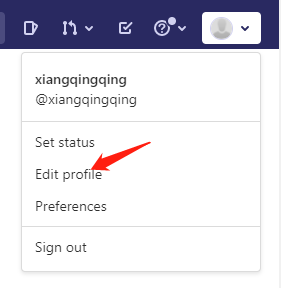 xiangqingqing
@xiangqingqing
Set status
Edit profile
Preferences
Sign out